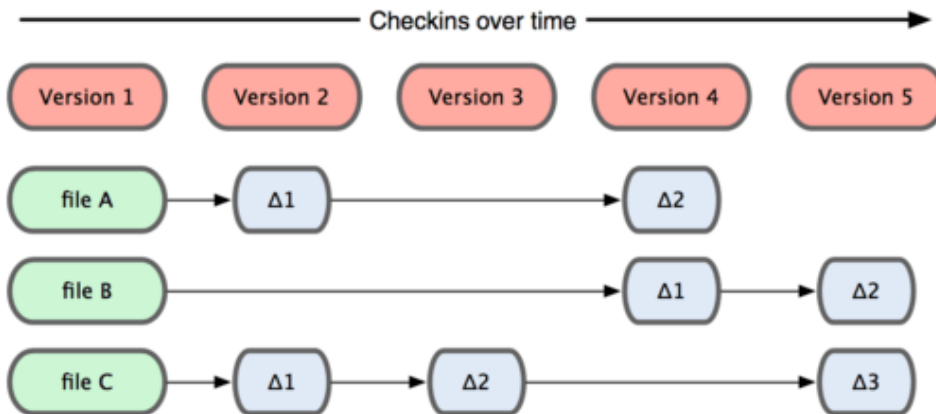 Checkins over time
Version 1 Version 2 Version 3 Version 4 Version 5
file A Δ1 Δ2
file B Δ1 Δ2
file C Δ1 Δ2 Δ3